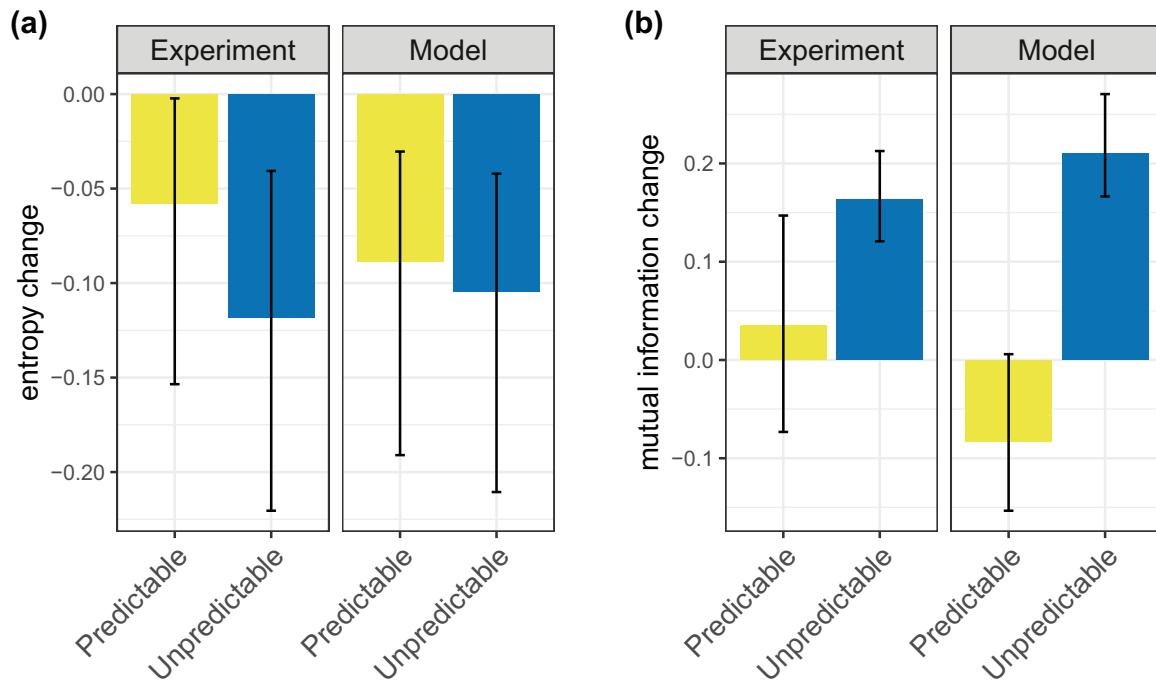 (a)
Experiment
Model
entropy change
0.00
−0.05
−0.10
−0.15
−0.20
Predictable
Unpredictable
Predictable
Unpredictable
(b)
Experiment
Model
mutual information change
0.2
0.1
0.0
−0.1
Predictable
Unpredictable
Predictable
Unpredictable